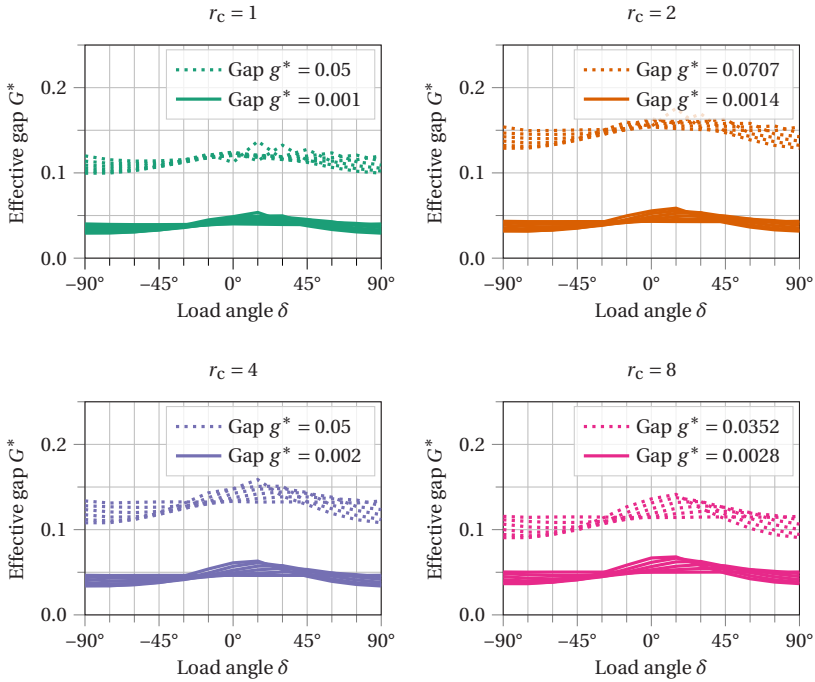 r_c = 1
Effective gap G*
0.2
0.1
0.0
Gap g* = 0.05
Gap g* = 0.001
−90° −45° 0° 45° 90°
Load angle δ
r_c = 2
Effective gap G*
0.2
0.1
0.0
Gap g* = 0.0707
Gap g* = 0.0014
−90° −45° 0° 45° 90°
Load angle δ
r_c = 4
Effective gap G*
0.2
0.1
0.0
Gap g* = 0.05
Gap g* = 0.002
−90° −45° 0° 45° 90°
Load angle δ
r_c = 8
Effective gap G*
0.2
0.1
0.0
Gap g* = 0.0352
Gap g* = 0.0028
−90° −45° 0° 45° 90°
Load angle δ